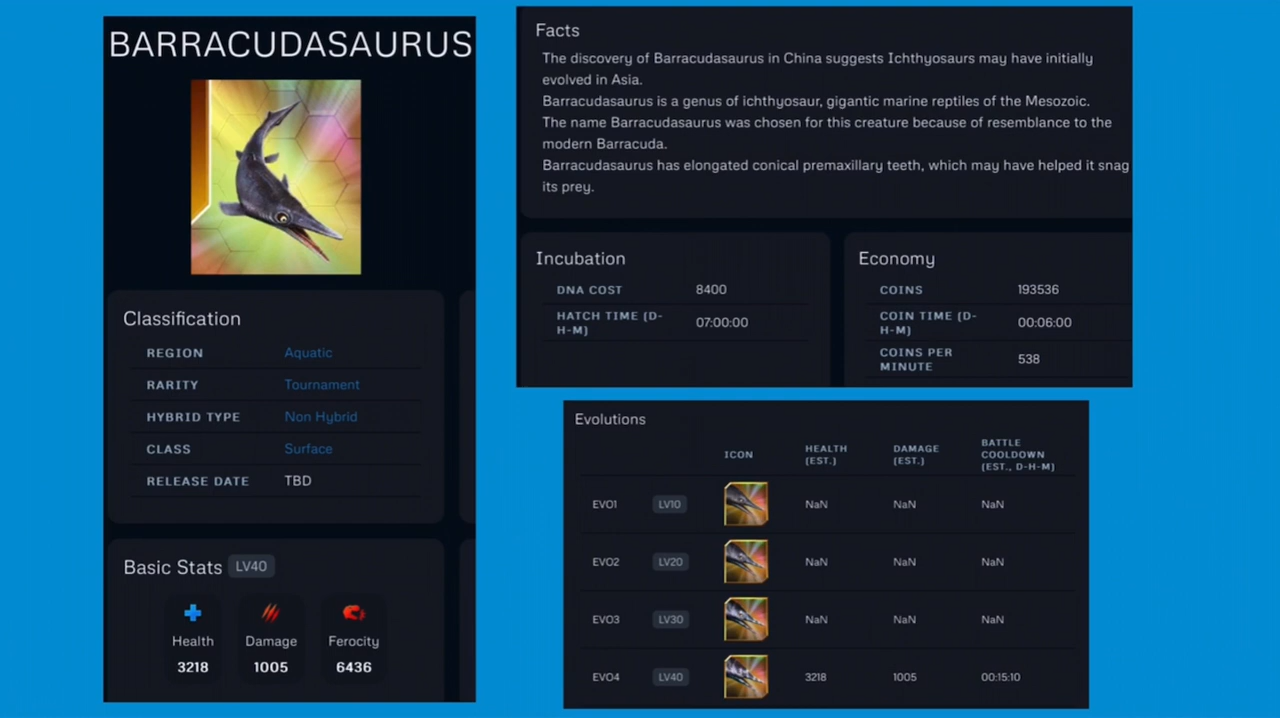 BARRACUDASAURUS
Classification
REGION Aquatic
RARITY Tournament
HYBRID TYPE Non Hybrid
CLASS Surface
RELEASE DATE TBD
Basic Stats LV40
Health Damage Ferocity
3218 1005 6436
Facts
The discovery of Barracudasaurus in China suggests Ichthyosaurs may have initially
evolved in Asia.
Barracudasaurus is a genus of ichthyosaur, gigantic marine reptiles of the Mesozoic.
The name Barracudasaurus was chosen for this creature because of resemblance to the
modern Barracuda.
Barracudasaurus has elongated conical premaxillary teeth, which may have helped it snag
its prey.
Incubation
DNA COST 8400
HATCH TIME (D-
H-M) 07:00:00
Economy
COINS 193536
COIN TIME (D-
H-M) 00:06:00
COINS PER
MINUTE 538
Evolutions
ICON HEALTH (EST.) DAMAGE (EST.) BATTLE COOLDOWN (EST., D-H-M)
EVO1 LV10 NaN NaN NaN
EVO2 LV20 NaN NaN NaN
EVO3 LV30 NaN NaN NaN
EVO4 LV40 3218 1005 00:15:10